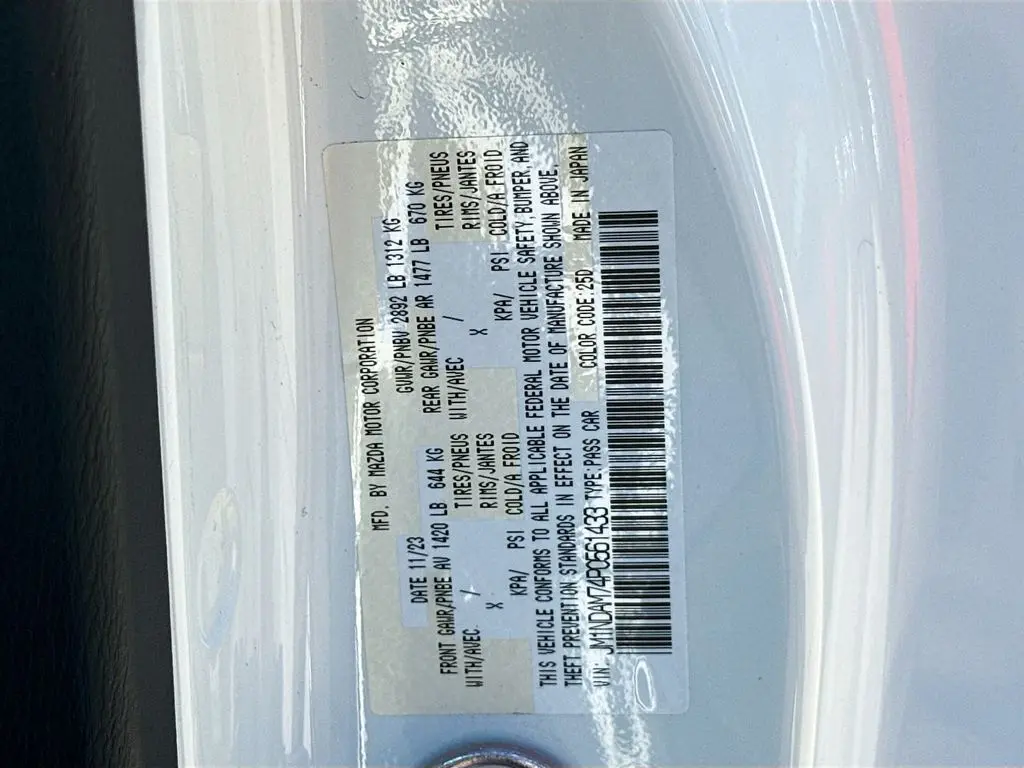 MFD. BY MAZDA MOTOR CORPORATION
DATE 11/23 GVWR/PNBV 2892 LB 1312 KG
FRONT GAWR/PNBE AV 1420 LB 644 KG REAR GAWR/PNBE AR 1477 LB 670 KG
WITH/AVEC / TIRES/PNEUS WITH/AVEC / TIRES/PNEUS
X RIMS/JANTES X RIMS/JANTES
KPA/ PSI COLD/A FROID KPA/ PSI COLD/A FROID
THIS VEHICLE CONFORMS TO ALL APPLICABLE FEDERAL MOTOR VEHICLE SAFETY, BUMPER, AND
THEFT PREVENTION STANDARDS IN EFFECT ON THE DATE OF MANUFACTURE SHOWN ABOVE.
VIN: JM1NDAM74P0561433 TYPE:PASS CAR COLOR CODE:25D MADE IN JAPAN